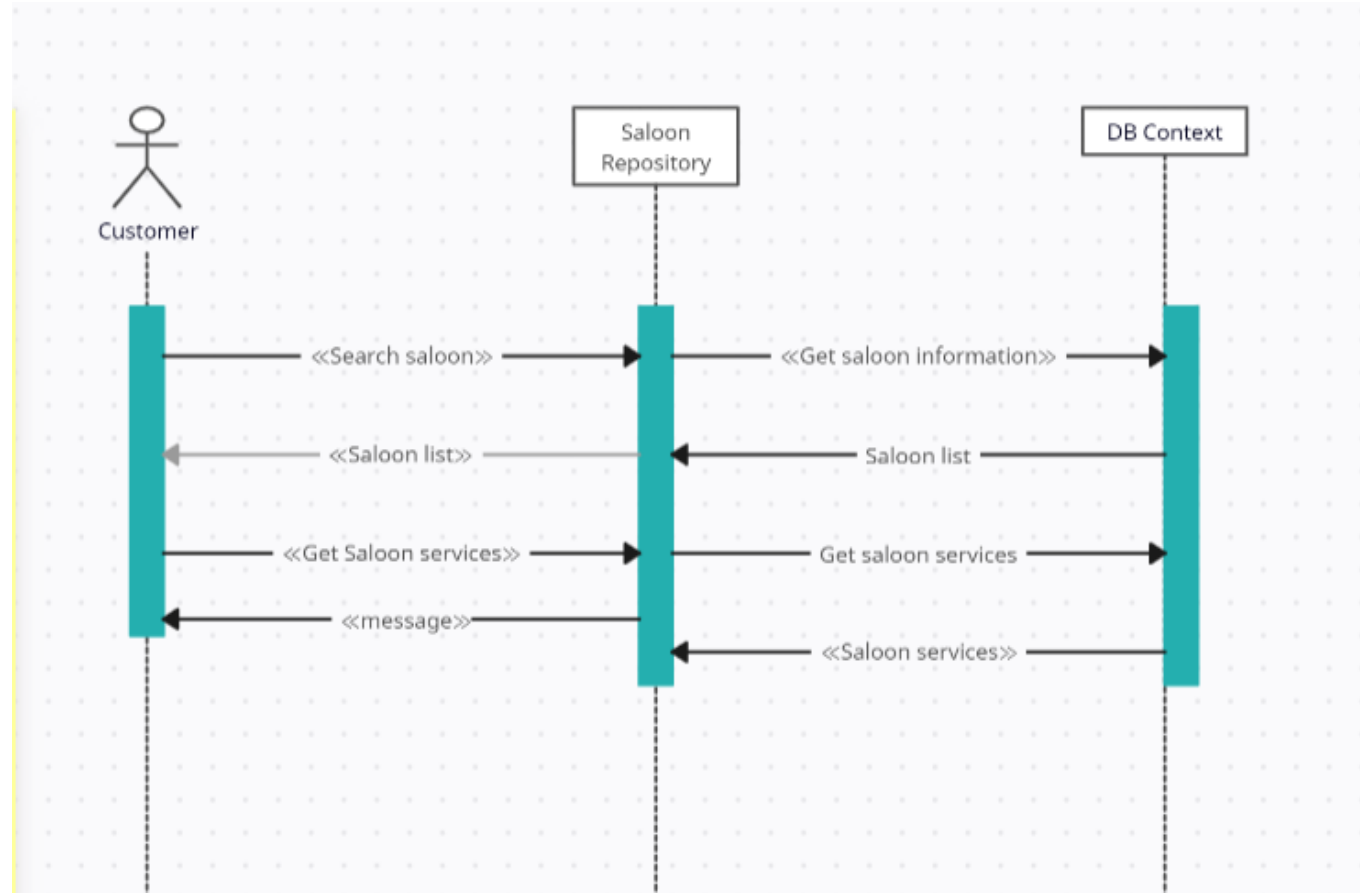 Saloon
Repository
DB Context
Customer
≪Search saloon≫
≪Get saloon information≫
≪Saloon list≫
Saloon list
≪Get Saloon services≫
Get saloon services
≪message≫
≪Saloon services≫